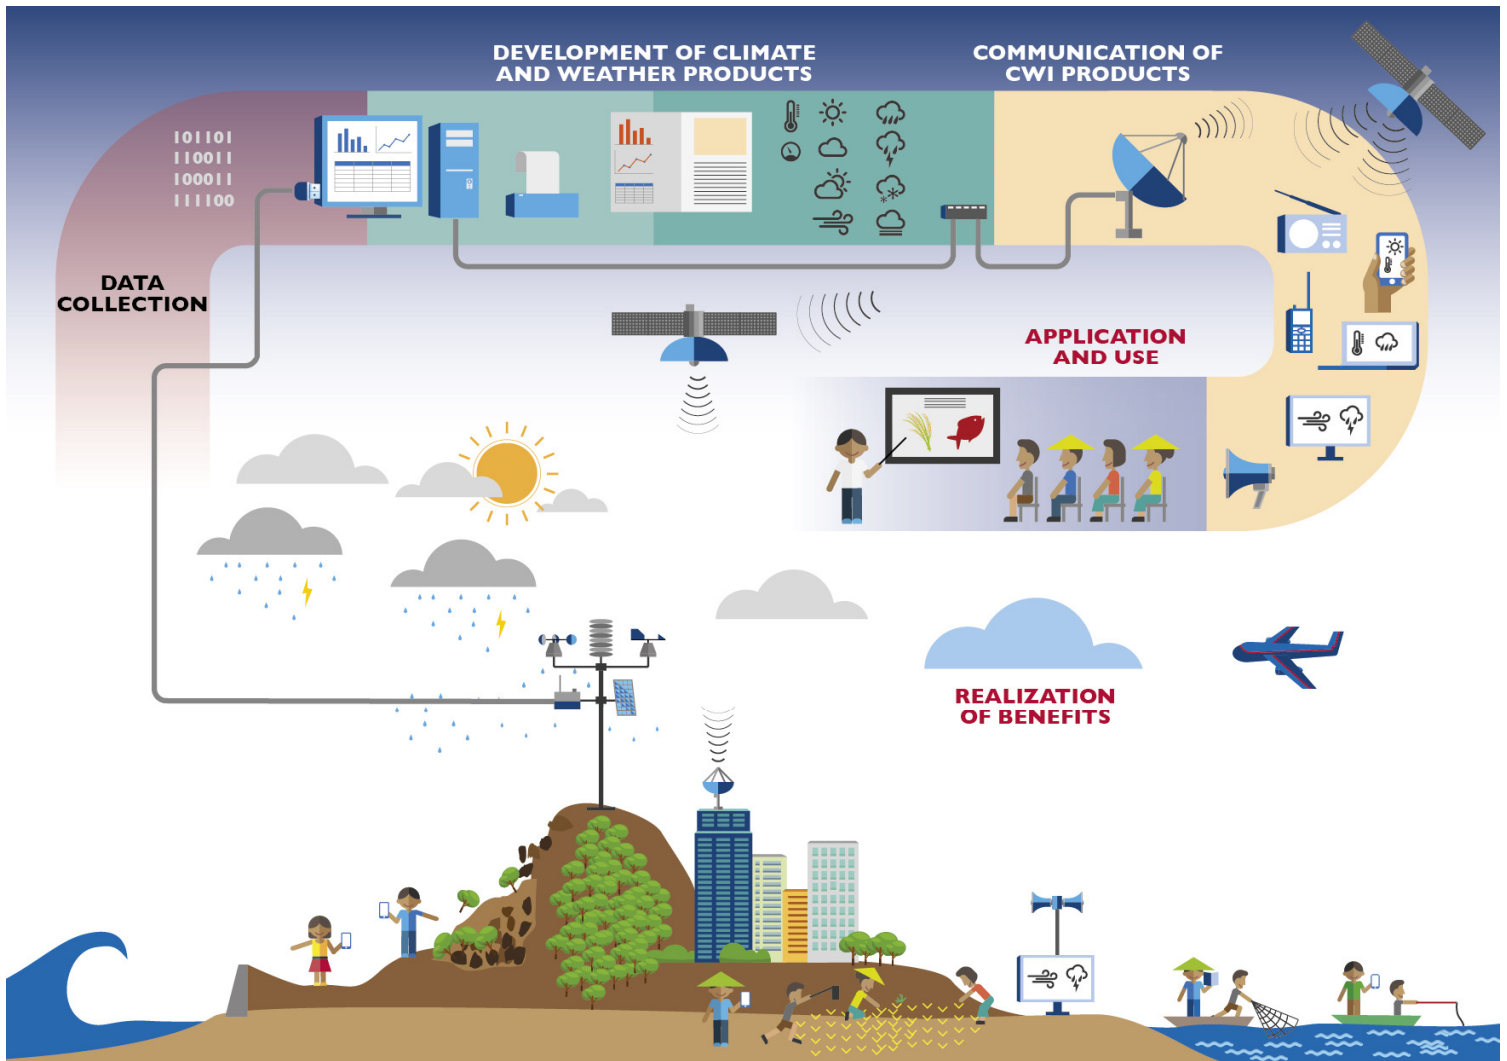 DEVELOPMENT OF CLIMATE
AND WEATHER PRODUCTS
COMMUNICATION OF
CWI PRODUCTS
101101
110011
100011
111100
DATA
COLLECTION
APPLICATION
AND USE
REALIZATION
OF BENEFITS